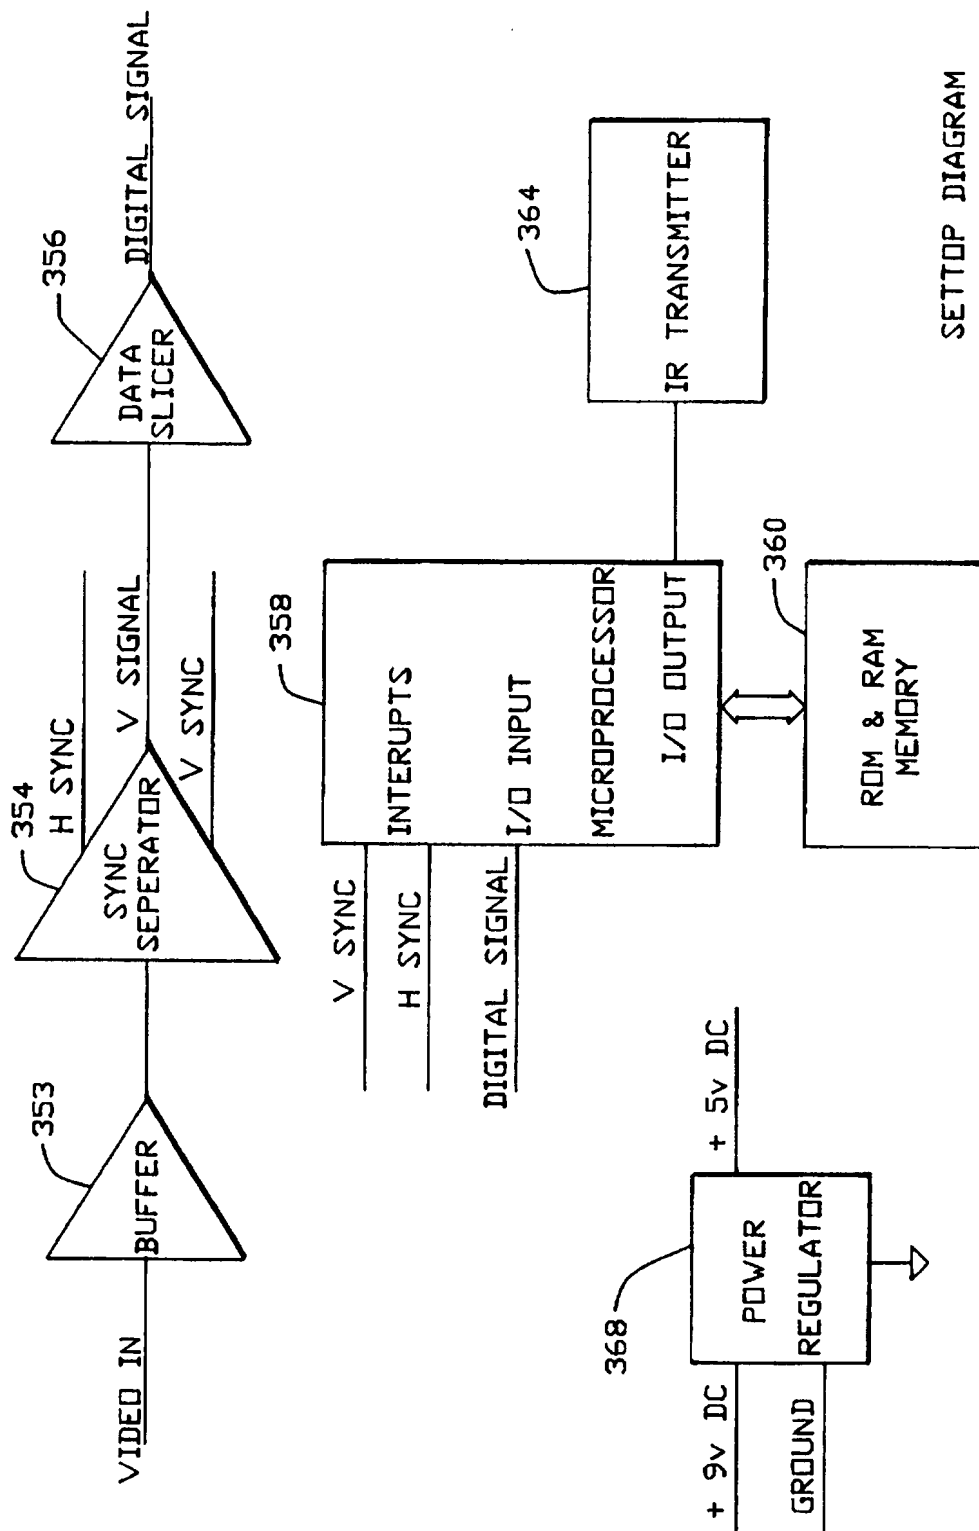 VIDEO IN
353
BUFFER
354
SYNC
SEPERATOR
H SYNC
V SIGNAL
V SYNC
356
DATA
SLICER
DIGITAL SIGNAL
358
V SYNC
H SYNC
DIGITAL SIGNAL
INTERUPTS
I/O INPUT
MICROPROCESSOR
I/O OUTPUT
364
IR TRANSMITTER
360
ROM & RAM
MEMORY
368
+ 9v DC
GROUND
POWER
REGULATOR
+ 5v DC
SETTOP DIAGRAM